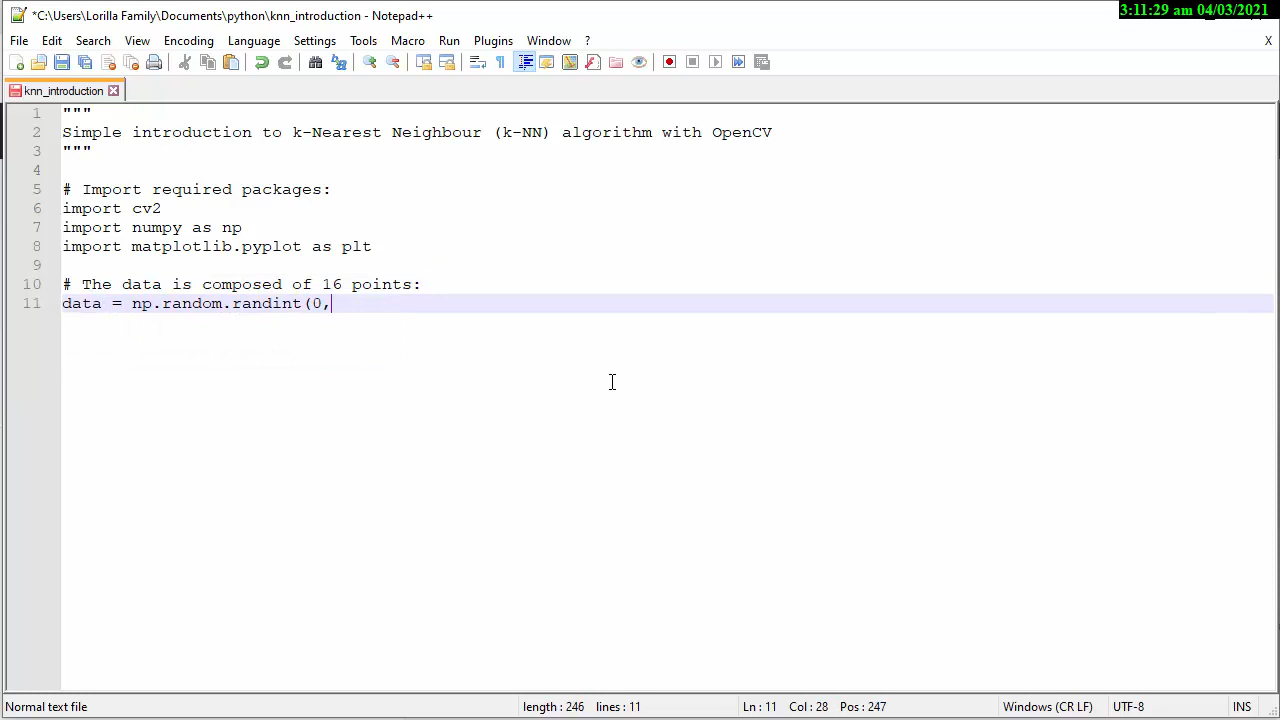 *C:\Users\Lorilla Family\Documents\python\knn_introduction - Notepad++
3:11:29 am 04/03/2021
File Edit Search View Encoding Language Settings Tools Macro Run Plugins Window ? X
knn_introduction
1 """
2 Simple introduction to k-Nearest Neighbour (k-NN) algorithm with OpenCV
3 """
4
5 # Import required packages:
6 import cv2
7 import numpy as np
8 import matplotlib.pyplot as plt
9
10 # The data is composed of 16 points:
11 data = np.random.randint(0,
Normal text file length : 246 lines : 11 Ln : 11 Col : 28 Pos : 247 Windows (CR LF) UTF-8 INS